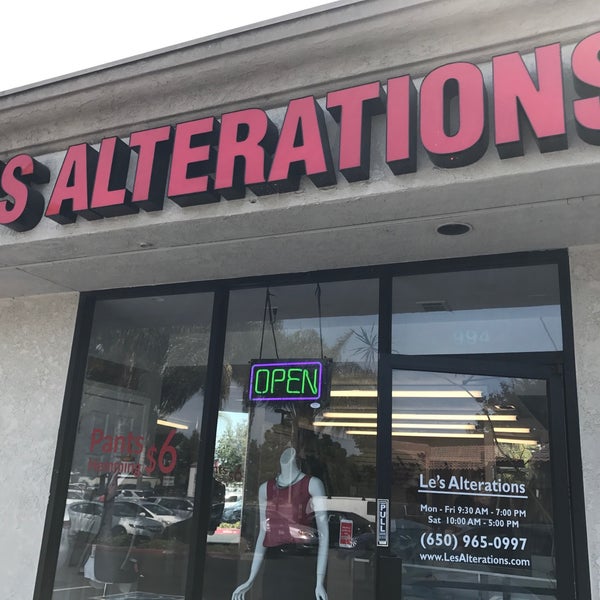 S ALTERATIONS
994
OPEN
Pants
Hemming
$6
PULL
Le's Alterations
Mon - Fri 9:30 AM - 7:00 PM
Sat 10:00 AM - 5:00 PM
(650) 965-0997
www.LesAlterations.com